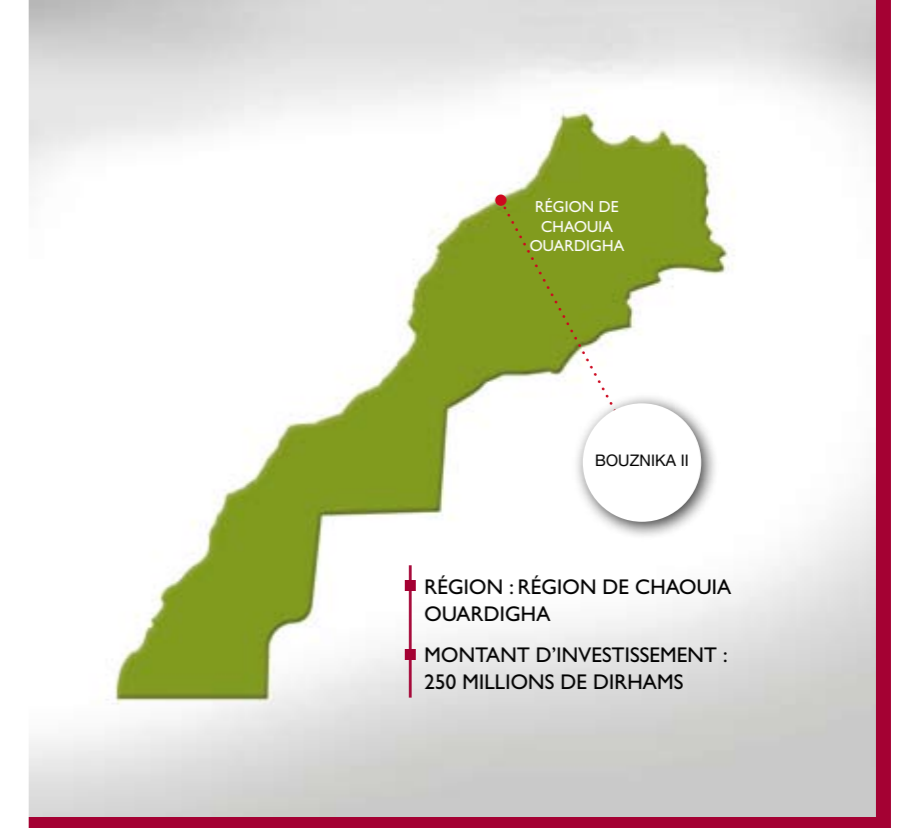 RÉGION DE
CHAOUIA
OUARDIGHA
BOUZNIKA II
RÉGION : RÉGION DE CHAOUIA
OUARDIGHA
MONTANT D’INVESTISSEMENT :
250 MILLIONS DE DIRHAMS